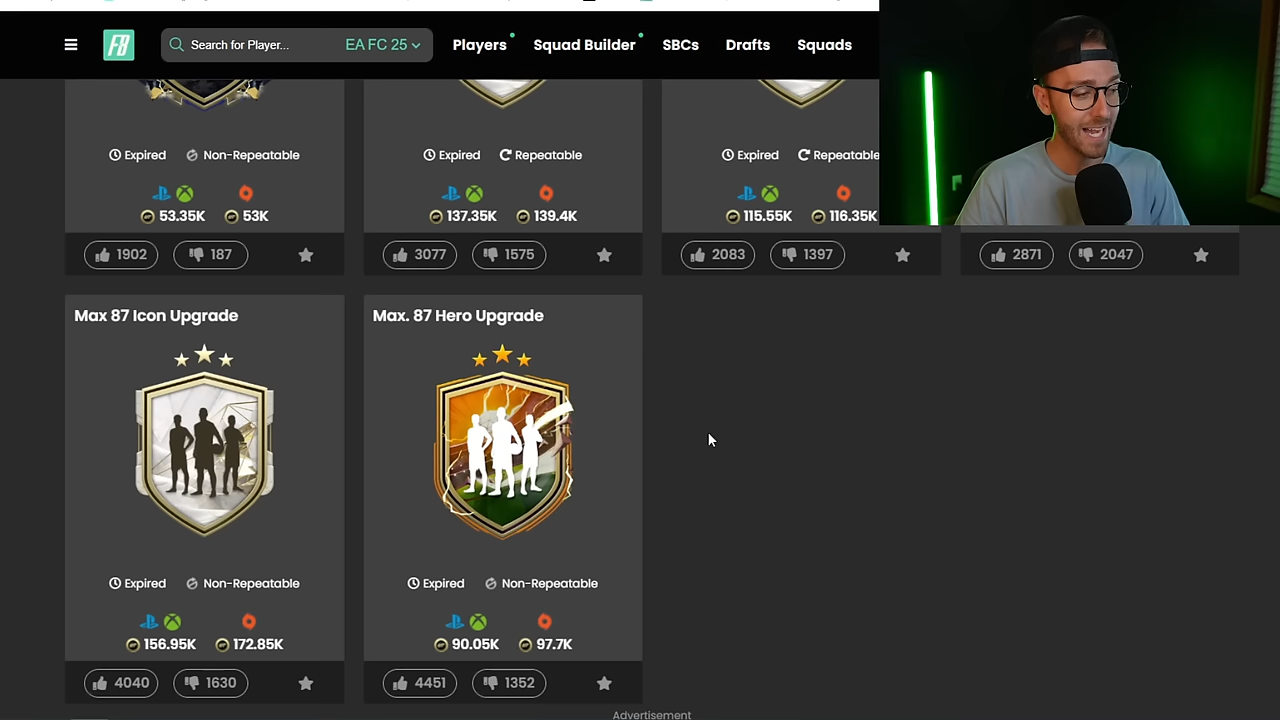 FB Search for Player... EA FC 25 Players Squad Builder SBCs Drafts Squads
Expired Non-Repeatable Expired Repeatable Expired Repeatable
53.35K 53K 137.35K 139.4K 115.55K 116.35K
1902 187 3077 1575 2083 1397 2871 2047
Max 87 Icon Upgrade Max. 87 Hero Upgrade
Expired Non-Repeatable Expired Non-Repeatable
156.95K 172.85K 90.05K 97.7K
4040 1630 4451 1352
Advertisement